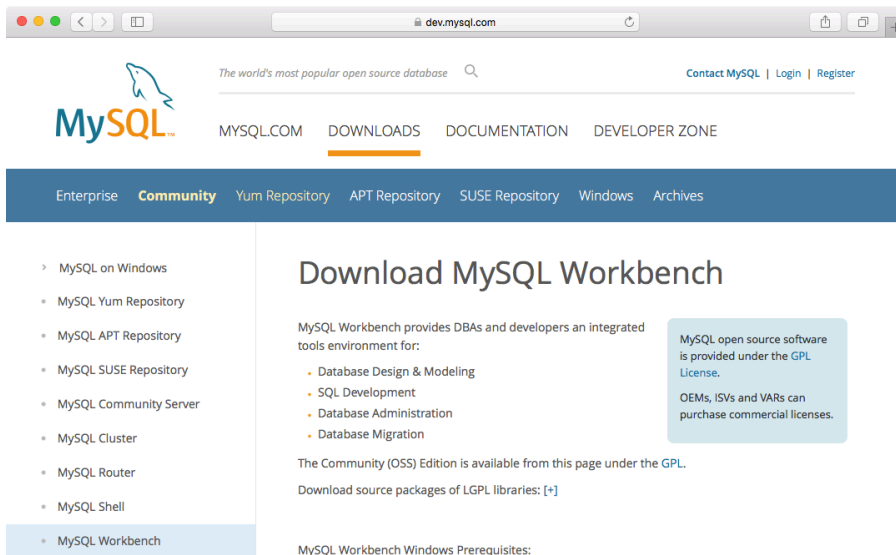 dev.mysql.com
The world's most popular open source database
Contact MySQL | Login | Register
MySQL™
MYSQL.COM DOWNLOADS DOCUMENTATION DEVELOPER ZONE
Enterprise Community Yum Repository APT Repository SUSE Repository Windows Archives
MySQL on Windows
MySQL Yum Repository
MySQL APT Repository
MySQL SUSE Repository
MySQL Community Server
MySQL Cluster
MySQL Router
MySQL Shell
MySQL Workbench
Download MySQL Workbench
MySQL Workbench provides DBAs and developers an integrated
tools environment for:
Database Design & Modeling
SQL Development
Database Administration
Database Migration
MySQL open source software
is provided under the GPL
License.
OEMs, ISVs and VARs can
purchase commercial licenses.
The Community (OSS) Edition is available from this page under the GPL.
Download source packages of LGPL libraries: [+]
MySQL Workbench Windows Prerequisites: